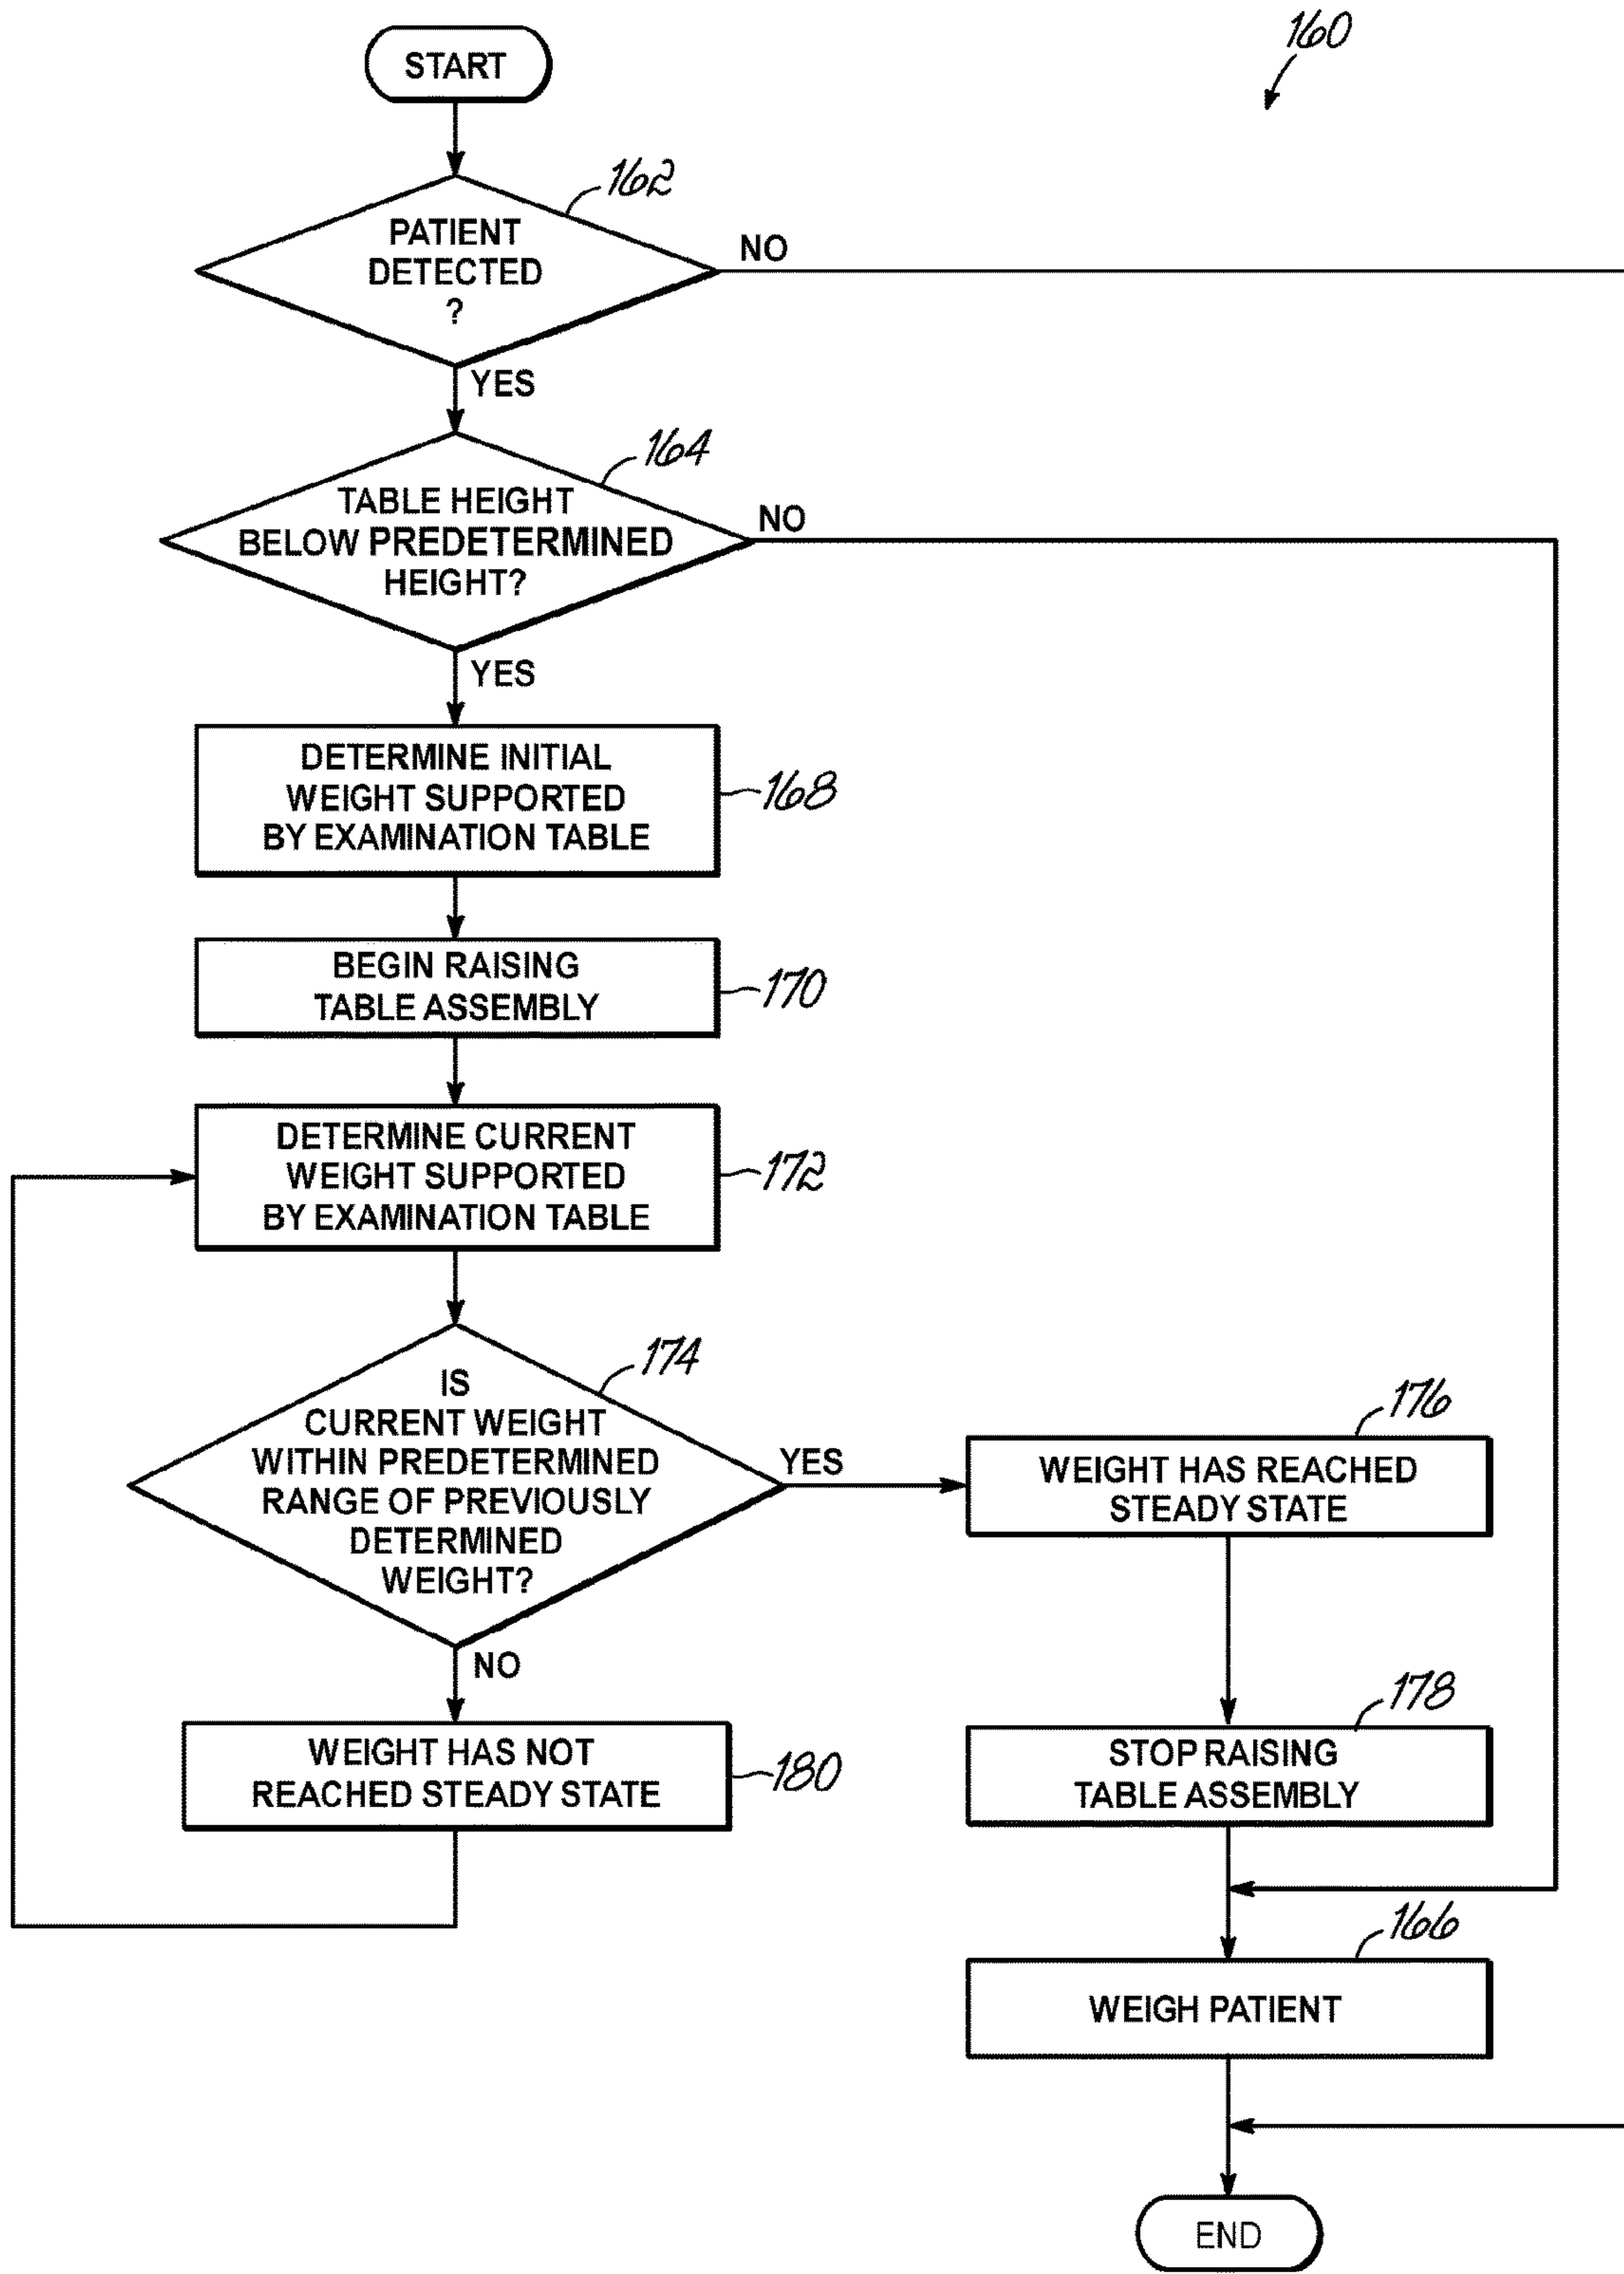 160
START
162
PATIENT
DETECTED
?
NO
YES
164
TABLE HEIGHT
BELOW PREDETERMINED
HEIGHT?
NO
YES
DETERMINE INITIAL
WEIGHT SUPPORTED
BY EXAMINATION TABLE
168
BEGIN RAISING
TABLE ASSEMBLY
170
DETERMINE CURRENT
WEIGHT SUPPORTED
BY EXAMINATION TABLE
172
174
IS
CURRENT WEIGHT
WITHIN PREDETERMINED
RANGE OF PREVIOUSLY
DETERMINED
WEIGHT?
YES
NO
176
WEIGHT HAS REACHED
STEADY STATE
WEIGHT HAS NOT
REACHED STEADY STATE
180
178
STOP RAISING
TABLE ASSEMBLY
166
WEIGH PATIENT
END